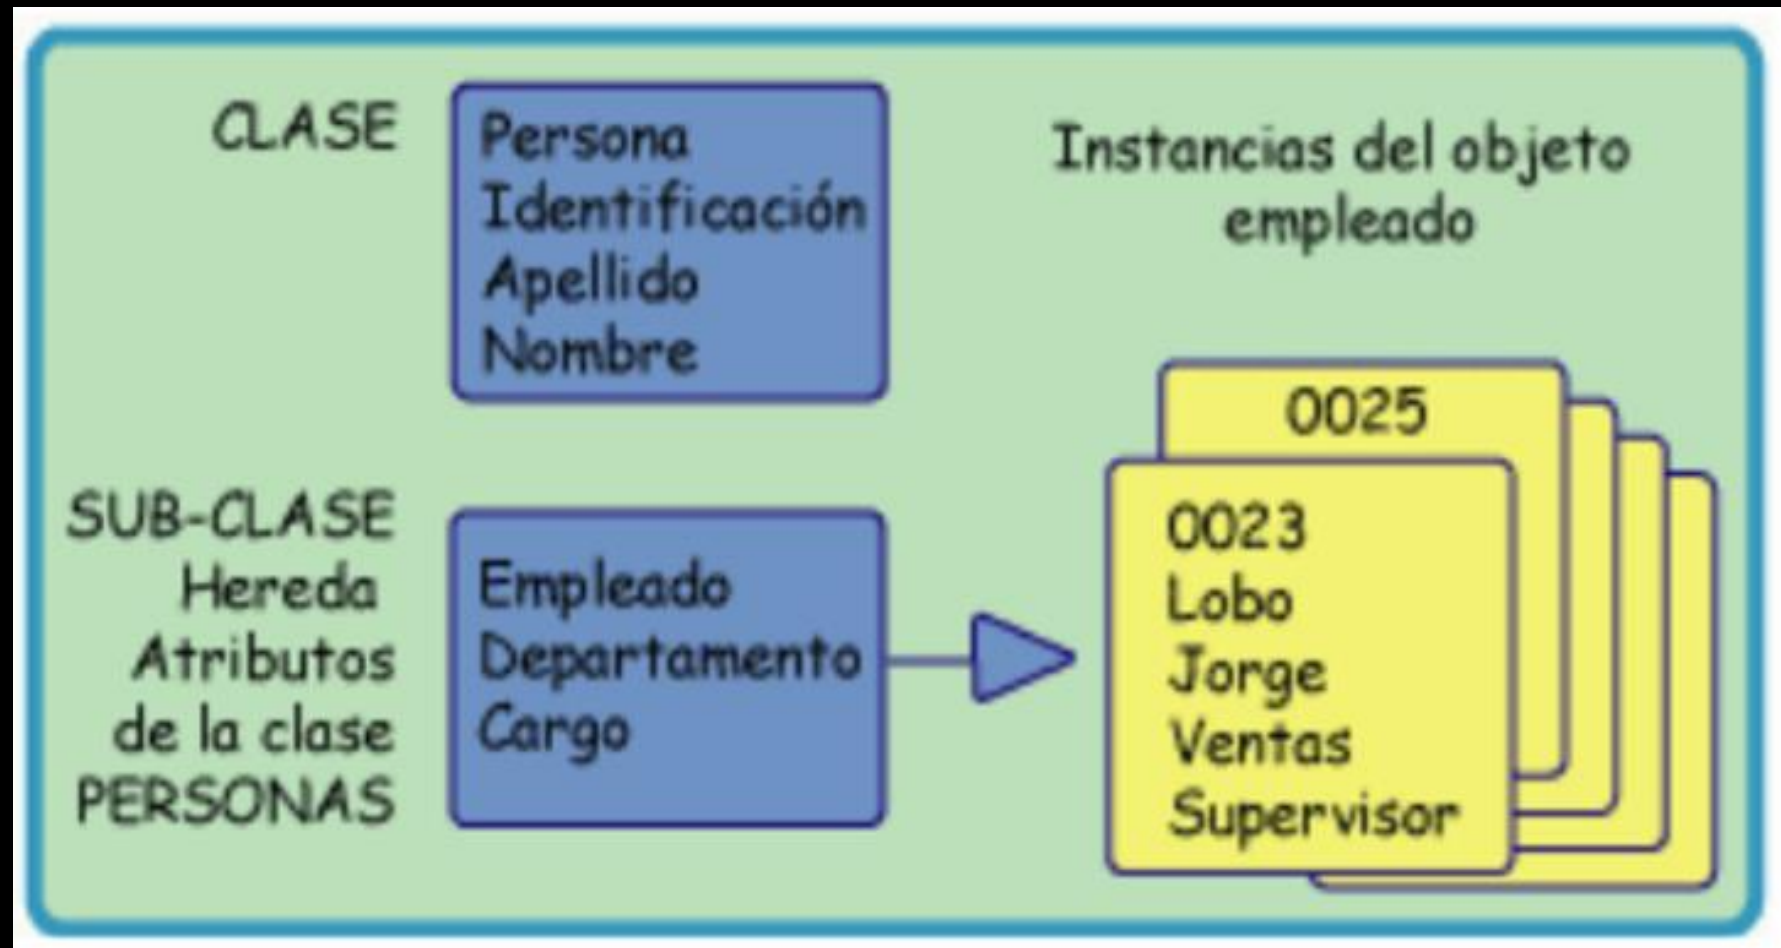 CLASE
Persona
Identificación
Apellido
Nombre
Instancias del objeto
empleado
SUB-CLASE
Hereda
Atributos
de la clase
PERSONAS
Empleado
Departamento
Cargo
0025
0023
Lobo
Jorge
Ventas
Supervisor